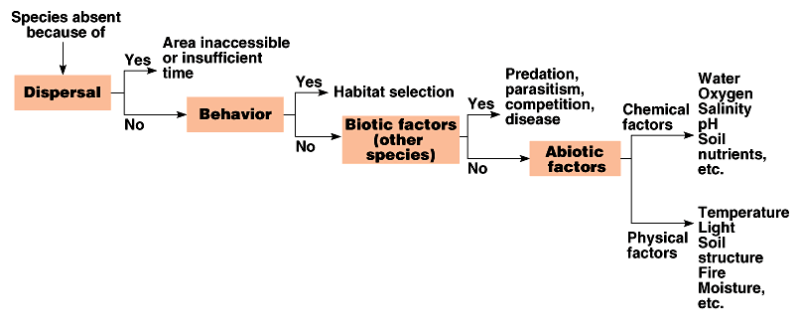 Species absent
because of
Dispersal
Yes
Area inaccessible
or insufficient
time
No
Behavior
Yes
Habitat selection
No
Biotic factors
(other
species)
Yes
Predation,
parasitism,
competition,
disease
No
Abiotic
factors
Chemical
factors
Water
Oxygen
Salinity
pH
Soil
nutrients,
etc.
Physical
factors
Temperature
Light
Soil
structure
Fire
Moisture,
etc.